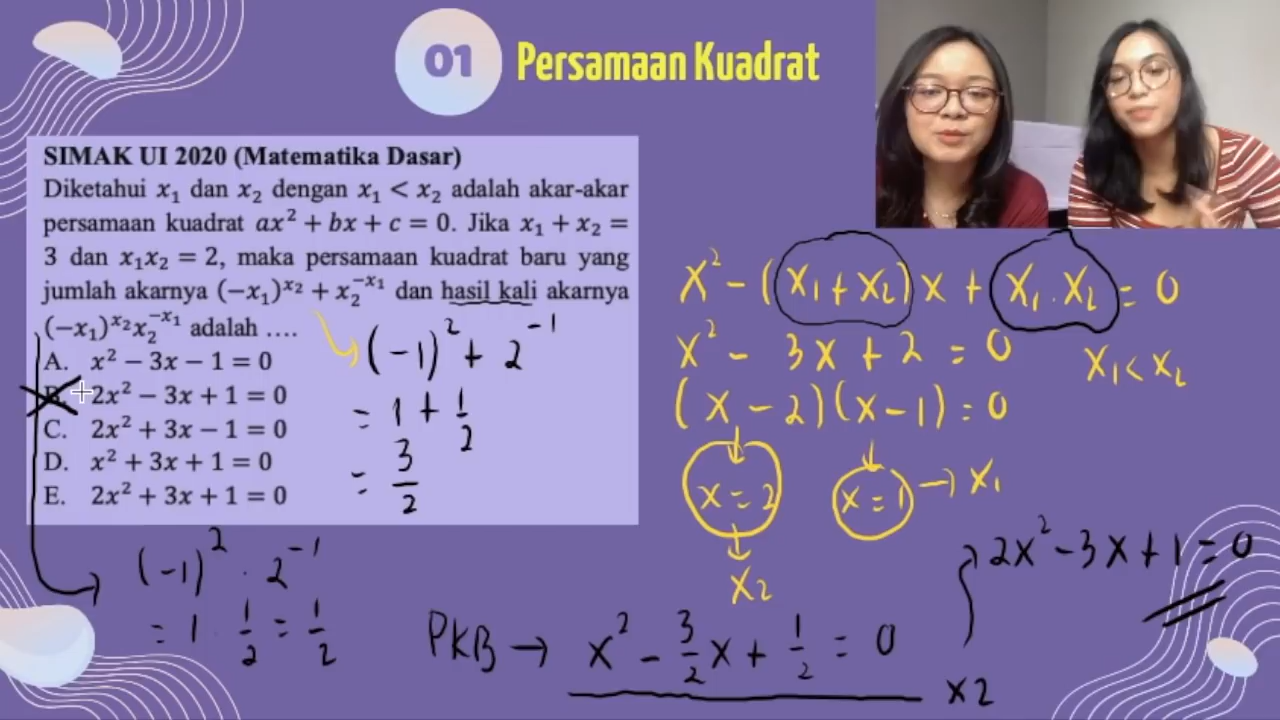 01 Persamaan Kuadrat
SIMAK UI 2020 (Matematika Dasar)
Diketahui x₁ dan x₂ dengan x₁ < x₂ adalah akar-akar
persamaan kuadrat ax² + bx + c = 0. Jika x₁ + x₂ =
3 dan x₁x₂ = 2, maka persamaan kuadrat baru yang
jumlah akarnya (−x₁)^x₂ + x₂^−x₁ dan hasil kali akarnya
(−x₁)^x₂ x₂^−x₁ adalah ....
A. x² − 3x − 1 = 0
B. 2x² − 3x + 1 = 0
C. 2x² + 3x − 1 = 0
D. x² + 3x + 1 = 0
E. 2x² + 3x + 1 = 0
(-1)² + 2⁻¹
= 1 + 1/2
= 3/2
(-1)² . 2⁻¹
= 1 . 1/2 = 1/2
x² - (x₁ + x₂)x + x₁ . x₂ = 0
x² - 3x + 2 = 0
x₁ < x₂
(x - 2)(x - 1) = 0
x = 2
x = 1 → x₁
x₂
PKB → x² - 3/2 x + 1/2 = 0
x2
2x² - 3x + 1 = 0